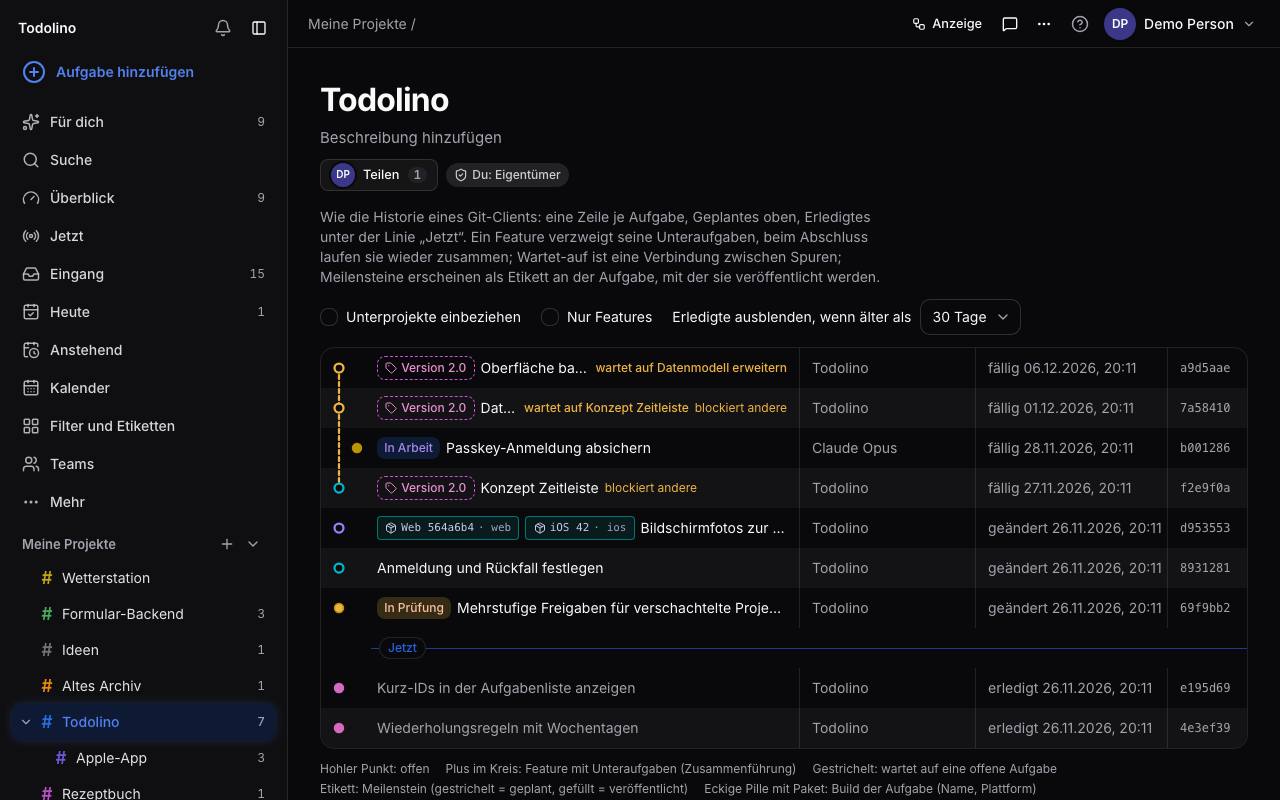 Todolino
Aufgabe hinzufügen
Für dich 9
Suche
Überblick 9
Jetzt
Eingang 15
Heute 1
Anstehend
Kalender
Filter und Etiketten
Teams
Mehr
Meine Projekte
# Wetterstation
# Formular-Backend 3
# Ideen 1
# Altes Archiv 1
# Todolino 7
# Apple-App 3
# Rezeptbuch 1
Meine Projekte /
Anzeige
DP Demo Person
Todolino
Beschreibung hinzufügen
DP Teilen 1 Du: Eigentümer
Wie die Historie eines Git-Clients: eine Zeile je Aufgabe, Geplantes oben, Erledigtes
unter der Linie „Jetzt“. Ein Feature verzweigt seine Unteraufgaben, beim Abschluss
laufen sie wieder zusammen; Wartet-auf ist eine Verbindung zwischen Spuren;
Meilensteine erscheinen als Etikett an der Aufgabe, mit der sie veröffentlicht werden.
Unterprojekte einbeziehen Nur Features Erledigte ausblenden, wenn älter als 30 Tage
Version 2.0 Oberfläche ba... wartet auf Datenmodell erweitern Todolino fällig 06.12.2026, 20:11 a9d5aae
Version 2.0 Dat... wartet auf Konzept Zeitleiste blockiert andere Todolino fällig 01.12.2026, 20:11 7a58410
In Arbeit Passkey-Anmeldung absichern Claude Opus fällig 28.11.2026, 20:11 b001286
Version 2.0 Konzept Zeitleiste blockiert andere Todolino fällig 27.11.2026, 20:11 f2e9f0a
Web 564a6b4 · web iOS 42 · ios Bildschirmfotos zur ... Todolino geändert 26.11.2026, 20:11 d953553
Anmeldung und Rückfall festlegen Todolino geändert 26.11.2026, 20:11 8931281
In Prüfung Mehrstufige Freigaben für verschachtelte Proje... Todolino geändert 26.11.2026, 20:11 69f9bb2
Jetzt
Kurz-IDs in der Aufgabenliste anzeigen Todolino erledigt 26.11.2026, 20:11 e195d69
Wiederholungsregeln mit Wochentagen Todolino erledigt 26.11.2026, 20:11 4e3ef39
Hohler Punkt: offen Plus im Kreis: Feature mit Unteraufgaben (Zusammenführung) Gestrichelt: wartet auf eine offene Aufgabe
Etikett: Meilenstein (gestrichelt = geplant, gefüllt = veröffentlicht) Eckige Pille mit Paket: Build der Aufgabe (Name, Plattform)